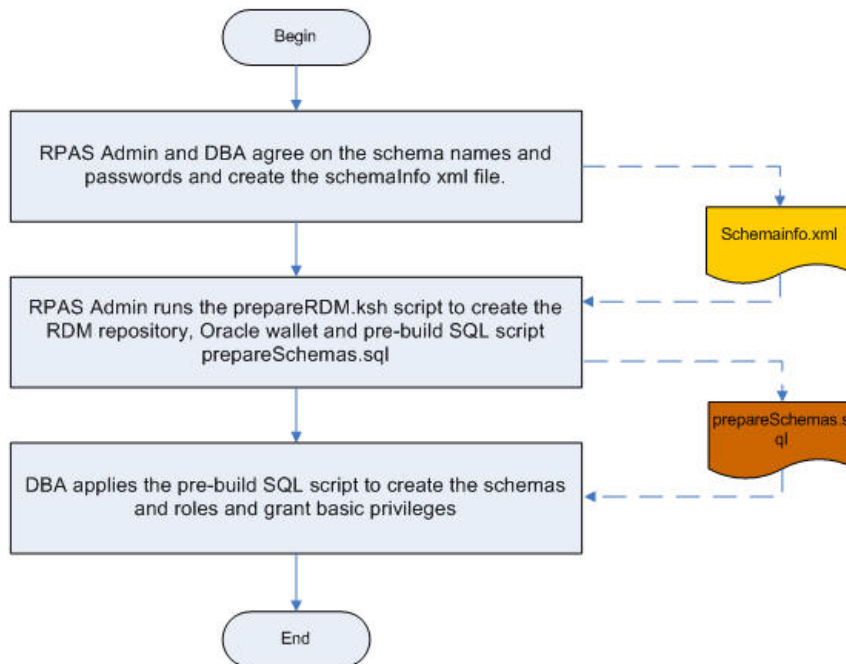 Begin
RPAS Admin and DBA agree on the schema names and
passwords and create the schemaInfo xml file.
Schemainfo.xml
RPAS Admin runs the prepareRDM.ksh script to create the
RDM repository, Oracle wallet and pre-build SQL script
prepareSchemas.sql
prepareSchemas.s
ql
DBA applies the pre-build SQL script to create the schemas
and roles and grant basic privileges
End